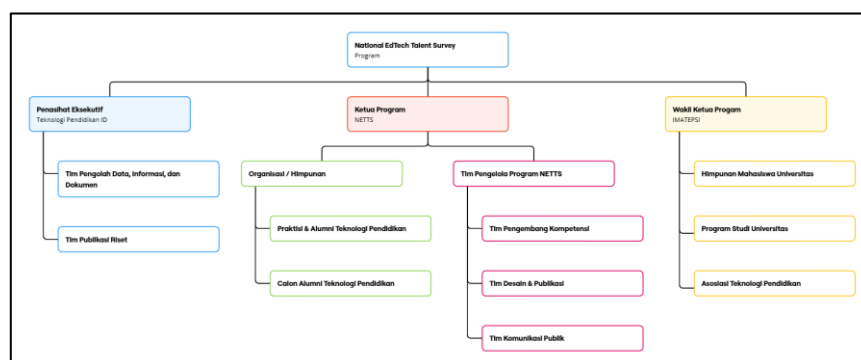 National EdTech Talent Survey
Program
Penasihat Eksekutif
Teknologi Pendidikan ID
Ketua Program
NETTS
Wakil Ketua Progam
IMATEPSI
Tim Pengolah Data, Informasi, dan
Dokumen
Tim Publikasi Riset
Organisasi / Himpunan
Praktisi & Alumni Teknologi Pendidikan
Calon Alumni Teknologi Pendidikan
Tim Pengelola Program NETTS
Tim Pengembang Kompetensi
Tim Desain & Publikasi
Tim Komunikasi Publik
Himpunan Mahasiswa Universitas
Program Studi Universitas
Asosiasi Teknologi Pendidikan